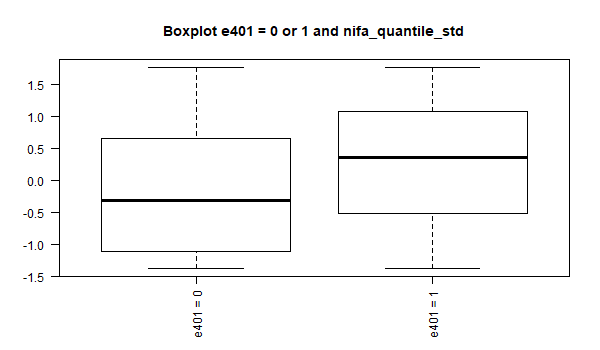 Boxplot e401 = 0 or 1 and nifa_quantile_std
1.5
1.0
0.5
0.0
-0.5
-1.0
-1.5
e401 = 0
e401 = 1